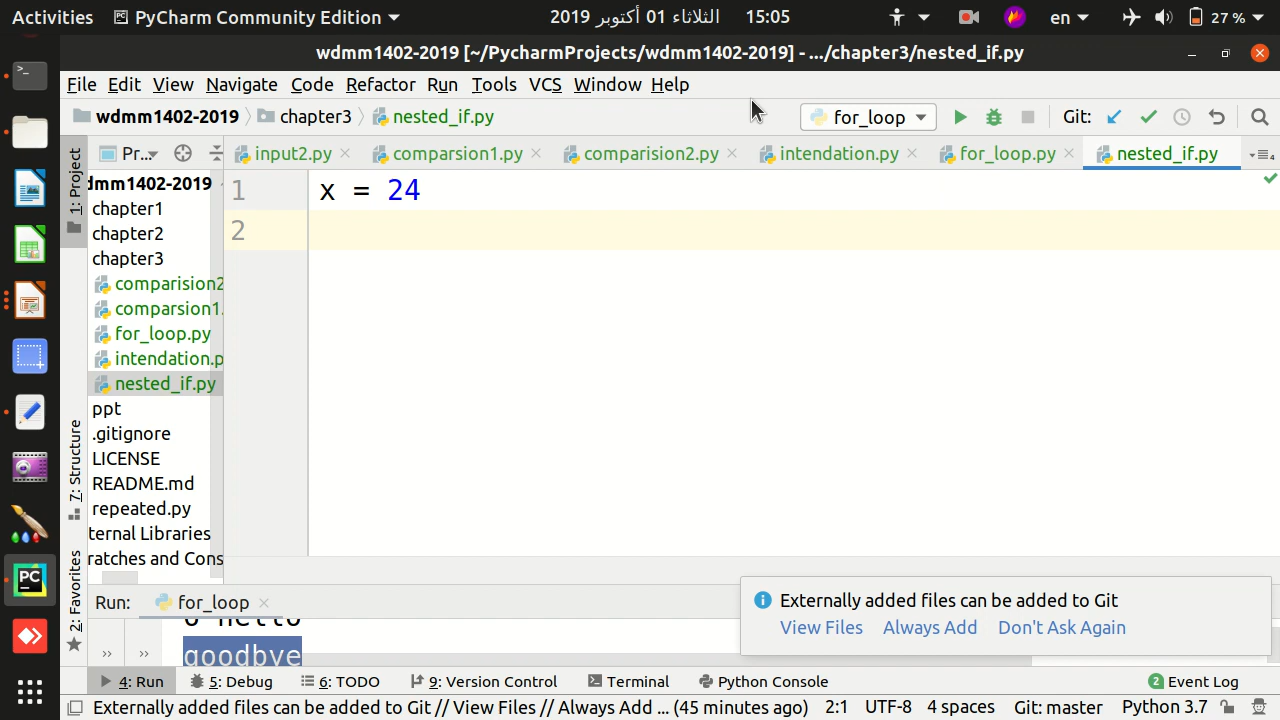 Activities PyCharm Community Edition 15:05 الثلاثاء 01 أكتوبر 2019 en 27 %
wdmm1402-2019 [~/PycharmProjects/wdmm1402-2019] - .../chapter3/nested_if.py
File Edit View Navigate Code Refactor Run Tools VCS Window Help
wdmm1402-2019 chapter3 nested_if.py for_loop Git:
1: Project
Pr...
input2.py comparsion1.py comparision2.py intendation.py for_loop.py nested_if.py 4
dmm1402-2019
chapter1
chapter2
chapter3
comparision2
comparsion1.
for_loop.py
intendation.p
nested_if.py
ppt
.gitignore
LICENSE
README.md
repeated.py
ternal Libraries
ratches and Cons
1 x = 24
2
7: Structure
2: Favorites
Run: for_loop
goodbye
Externally added files can be added to Git
View Files Always Add Don't Ask Again
4: Run 5: Debug 6: TODO 9: Version Control Terminal Python Console 2 Event Log
Externally added files can be added to Git // View Files // Always Add ... (45 minutes ago) 2:1 UTF-8 4 spaces Git: master Python 3.7